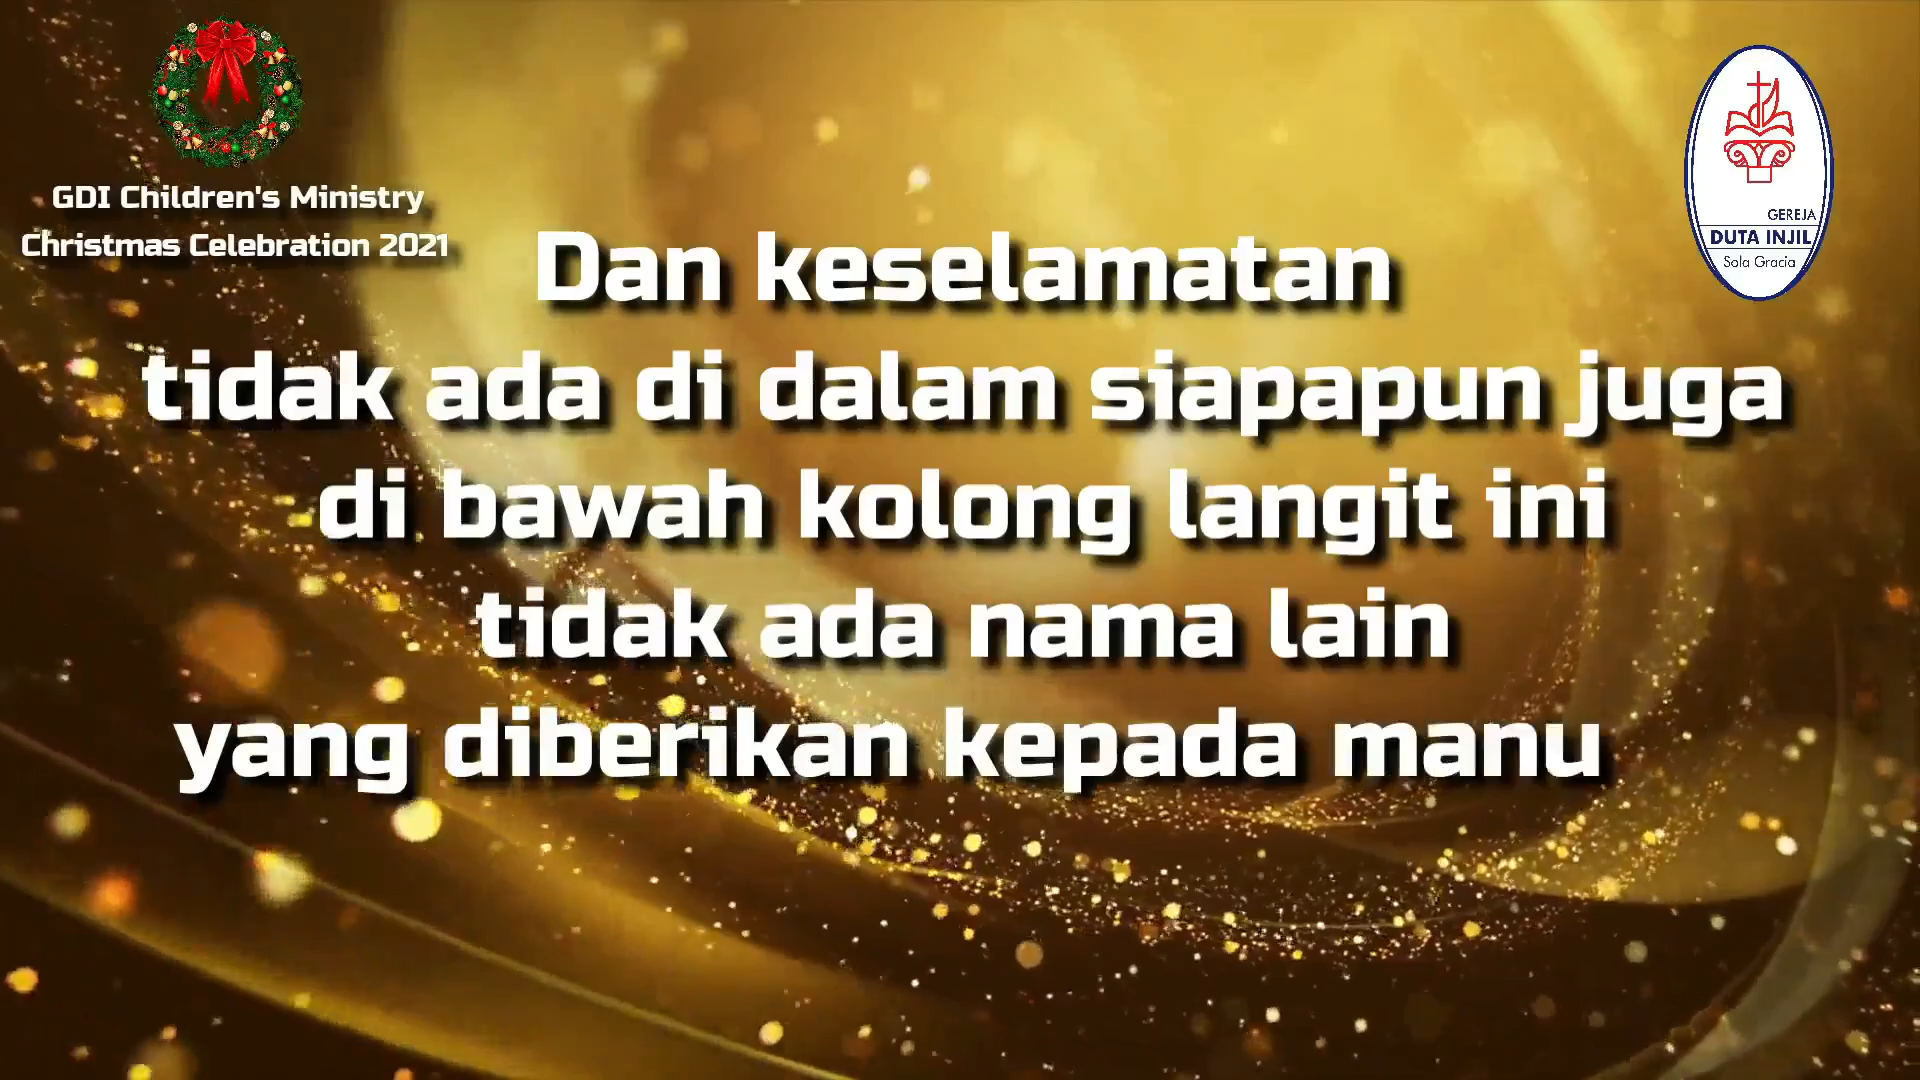 GDI Children's Ministry
Christmas Celebration 2021
GEREJA
DUTA INJIL
Sola Gracia
Dan keselamatan
tidak ada di dalam siapapun juga
di bawah kolong langit ini
tidak ada nama lain
yang diberikan kepada manu